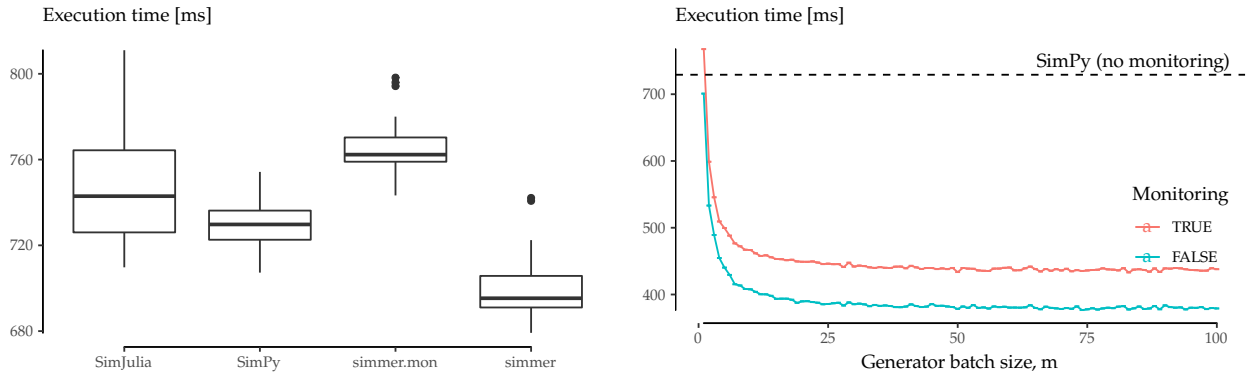 Execution time [ms]
800
760
720
680
SimJulia
SimPy
simmer.mon
simmer
Execution time [ms]
SimPy (no monitoring)
700
600
500
400
Monitoring
a TRUE
a FALSE
0
25
50
75
100
Generator batch size, m